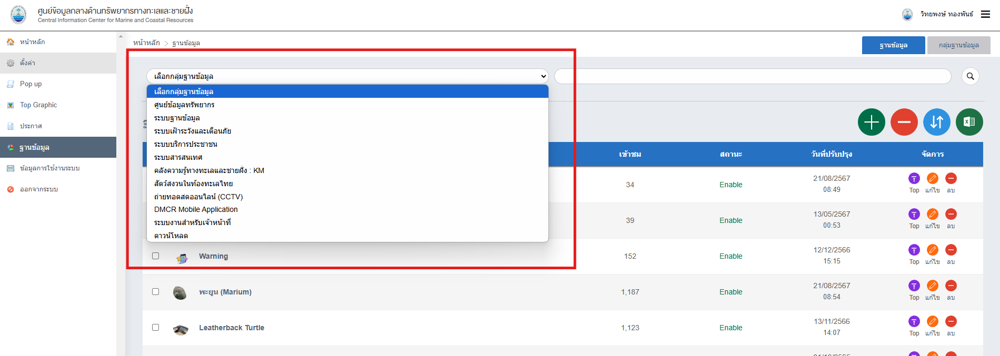 ศูนย์ข้อมูลกลางด้านทรัพยากรทางทะเลและชายฝั่ง
Central Information Center for Marine and Coastal Resources
วิทยพงษ์ ทองพันธ์
หน้าหลัก
ตั้งค่า
Pop up
Top Graphic
ประกาศ
ฐานข้อมูล
ข้อมูลการใช้งานระบบ
ออกจากระบบ
หน้าหลัก > ฐานข้อมูล
ฐานข้อมูล กลุ่มฐานข้อมูล
เลือกกลุ่มฐานข้อมูล
เลือกกลุ่มฐานข้อมูล
ศูนย์ข้อมูลทรัพยากร
ระบบฐานข้อมูล
ระบบเฝ้าระวังและเตือนภัย
ระบบบริการประชาชน
ระบบสารสนเทศ
คลังความรู้ทางทะเลและชายฝั่ง : KM
สัตว์สงวนในท้องทะเลไทย
ถ่ายทอดสดออนไลน์ (CCTV)
DMCR Mobile Application
ระบบงานสำหรับเจ้าหน้าที่
ดาวน์โหลด
เข้าชม สถานะ วันที่ปรับปรุง จัดการ
34 Enable 21/08/2567
08:49
Top แก้ไข ลบ
39 Enable 13/05/2567
00:53
Top แก้ไข ลบ
Warning 152 Enable 12/12/2566
15:15
Top แก้ไข ลบ
พะยูน (Marium) 1,187 Enable 21/08/2567
08:54
Top แก้ไข ลบ
Leatherback Turtle 1,123 Enable 13/11/2566
14:07
Top แก้ไข ลบ